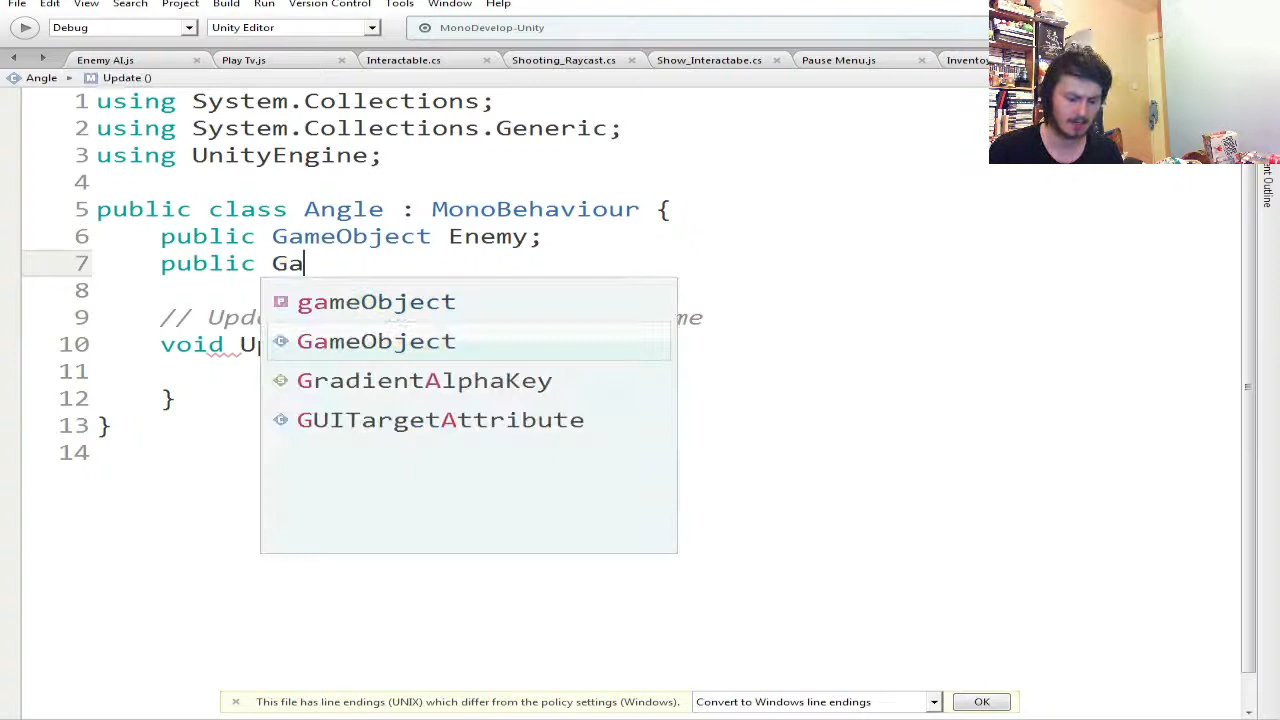 File Edit View Search Project Build Run Version Control Tools Window Help
Debug Unity Editor MonoDevelop-Unity
Enemy AI.js Play Tv.js Interactable.cs Shooting_Raycast.cs Show_Interactabe.cs Pause Menu.js Invento
Angle Update ()
1 using System.Collections;
2 using System.Collections.Generic;
3 using UnityEngine;
4
5 public class Angle : MonoBehaviour {
6 public GameObject Enemy;
7 public Ga
8
gameObject
9 // Upd me
GameObject
10 void Up
11
GradientAlphaKey
12 }
GUITargetAttribute
13 }
14
This file has line endings (UNIX) which differ from the policy settings (Windows). Convert to Windows line endings OK
ent Outline